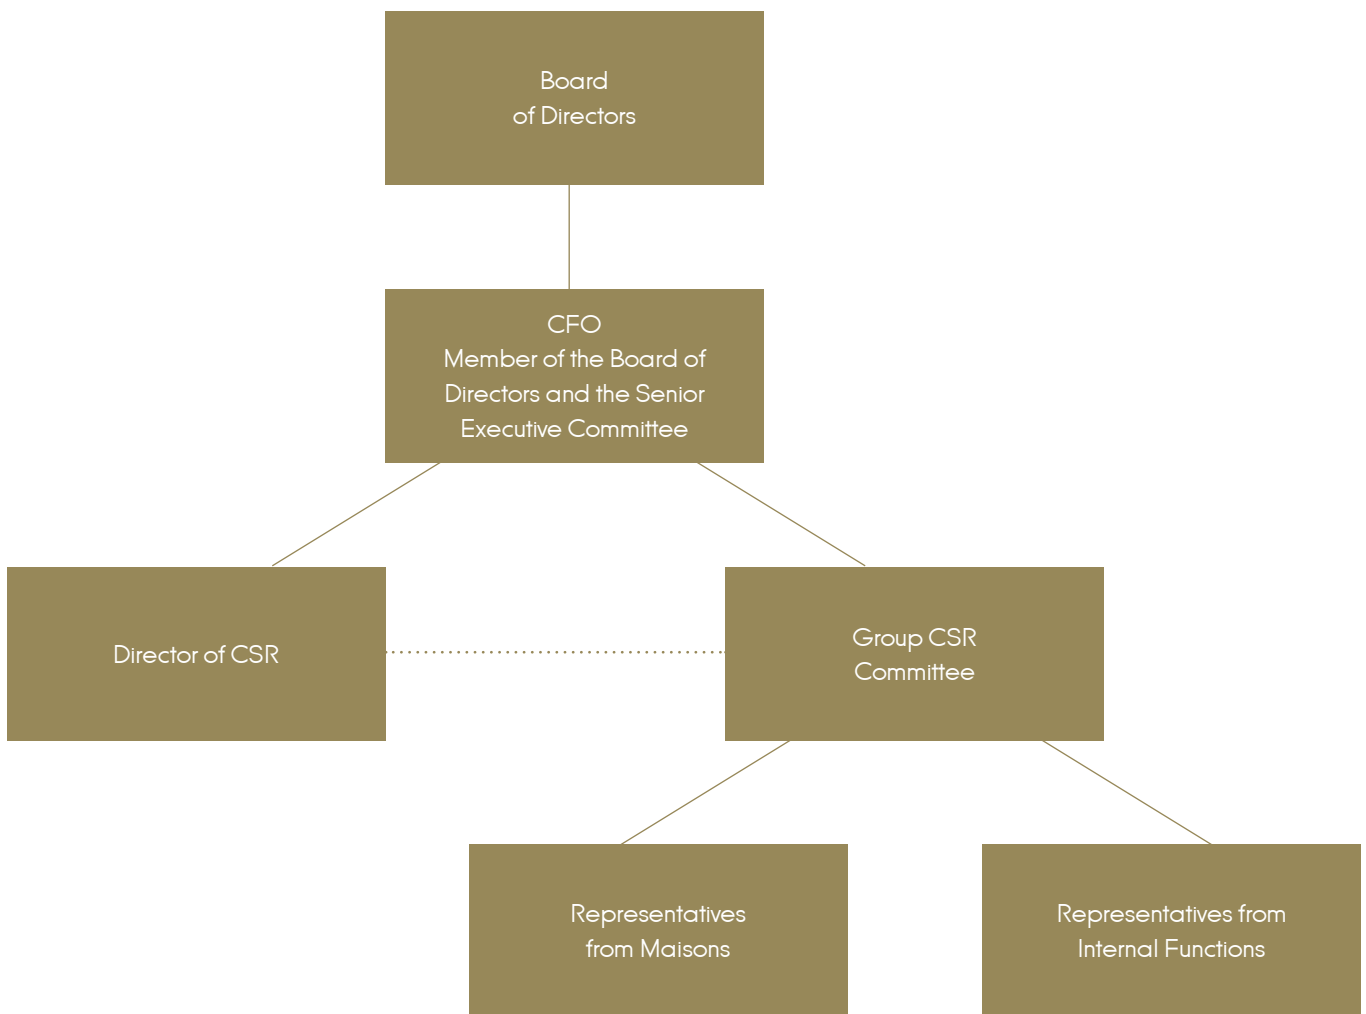 Board
of Directors
CFO
Member of the Board of
Directors and the Senior
Executive Committee
Director of CSR
Group CSR
Committee
Representatives
from Maisons
Representatives from
Internal Functions